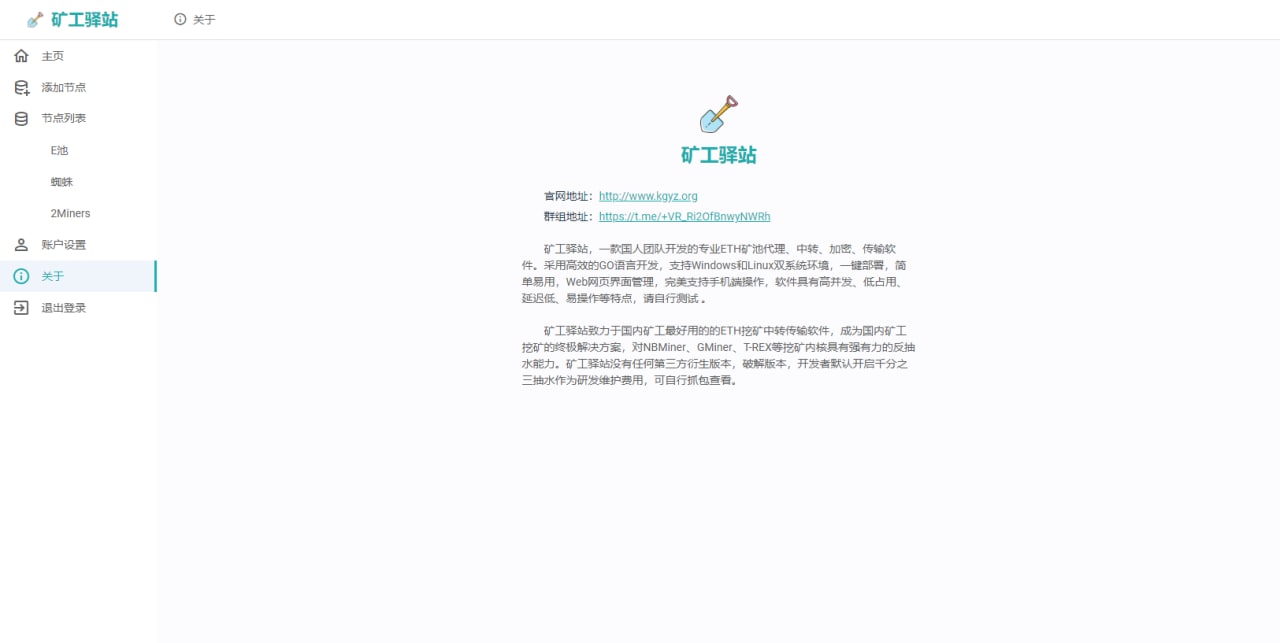 矿工驿站
关于
主页
添加节点
节点列表
E池
蜘蛛
2Miners
账户设置
关于
退出登录
矿工驿站
官网地址：http://www.kgyz.org
群组地址：https://t.me/+VR_Ri2OfBnwyNWRh
矿工驿站，一款国人团队开发的专业ETH矿池代理、中转、加密、传输软
件。采用高效的GO语言开发，支持Windows和Linux双系统环境，一键部署，简
单易用，Web网页界面管理，完美支持手机端操作，软件具有高并发、低占用、
延迟低、易操作等特点，请自行测试 。
矿工驿站致力于国内矿工最好用的的ETH挖矿中转传输软件，成为国内矿工
挖矿的终极解决方案，对NBMiner、GMiner、T-REX等挖矿内核具有强有力的反抽
水能力。矿工驿站没有任何第三方衍生版本，破解版本，开发者默认开启千分之
三抽水作为研发维护费用，可自行抓包查看。